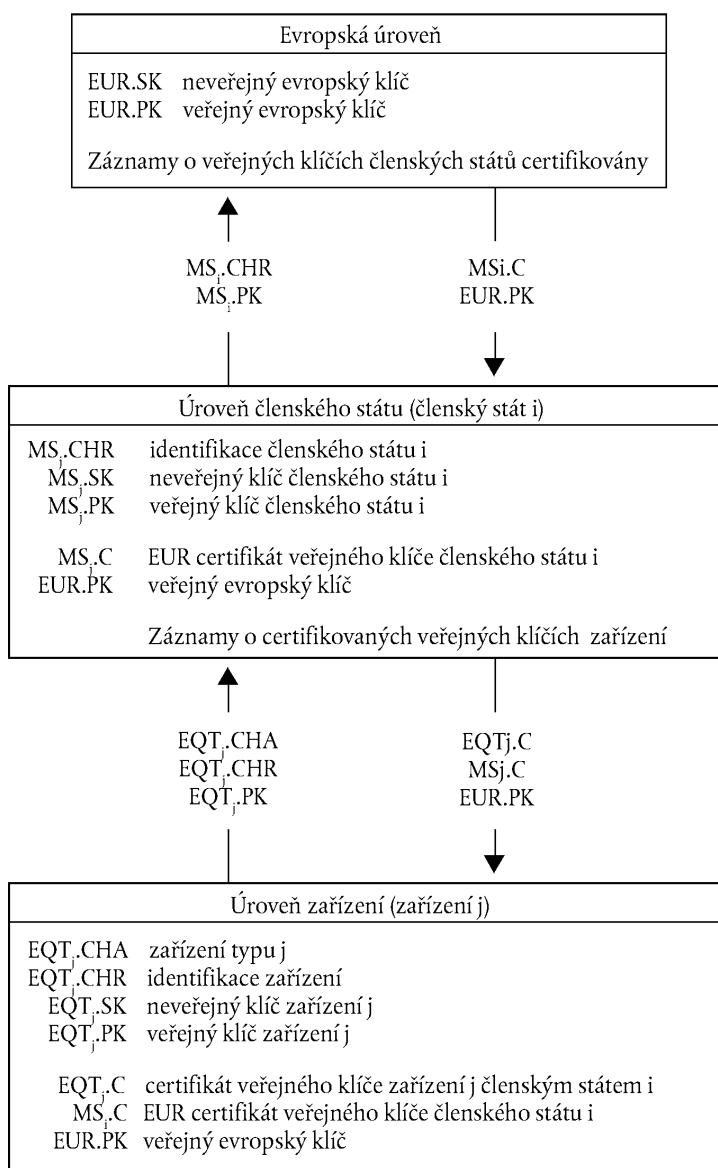 Evropská úroveň
EUR.SK neveřejný evropský klíč
EUR.PK veřejný evropský klíč
Záznamy o veřejných klíčích členských států certifikovány
MSᵢ.CHR
MSᵢ.PK
MSi.C
EUR.PK
Úroveň členského státu (členský stát i)
MSⱼ.CHR identifikace členského státu i
MSⱼ.SK neveřejný klíč členského státu i
MSⱼ.PK veřejný klíč členského státu i
MSⱼ.C EUR certifikát veřejného klíče členského státu i
EUR.PK veřejný evropský klíč
Záznamy o certifikovaných veřejných klíčích zařízení
EQTⱼ.CHA
EQTⱼ.CHR
EQTⱼ.PK
EQTj.C
MSj.C
EUR.PK
Úroveň zařízení (zařízení j)
EQTⱼ.CHA zařízení typu j
EQTⱼ.CHR identifikace zařízení
EQTⱼ.SK neveřejný klíč zařízení j
EQTⱼ.PK veřejný klíč zařízení j
EQTⱼ.C certifikát veřejného klíče zařízení j členským státem i
MSᵢ.C EUR certifikát veřejného klíče členského státu i
EUR.PK veřejný evropský klíč